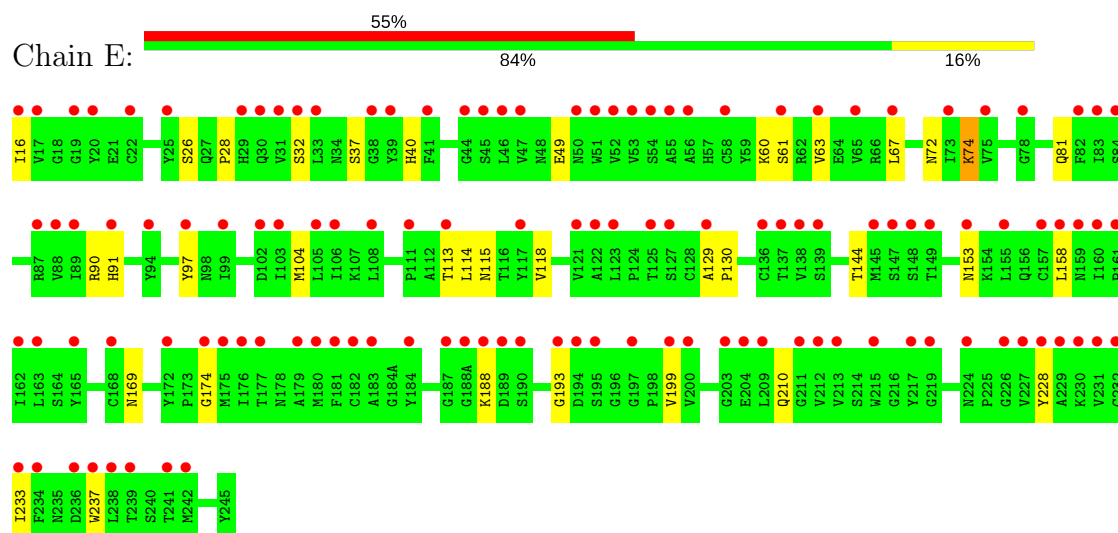 55%
Chain E:
84% 16%
I16 V17 G18 G19 Y20 E21 C22 Y25 S26 Q27 P28 H29 Q30 V31 S32 L33 N34 S37 G38 Y39 H40 F41 G44 S45 L46 V47 N48 E49 N50 W51 V52 V53 S54 A55 A56 H57 C58 Y59 K60 S61 R62 V63 E64 V65 R66 L67 N72 I73 K74 V75 G78 Q81 F82 I83 S84
R87 V88 I89 R90 H91 Y94 Y97 N98 I99 D102 I103 M104 L105 I106 K107 L108 P111 A112 T113 L114 N115 T116 Y117 V118 V121 A122 L123 P124 T125 S127 C128 A129 P130 C136 T137 V138 S139 T144 M145 S147 S148 T149 N153 K154 L155 Q156 C157 L158 N159 I160 P161
I162 L163 S164 Y165 C168 N169 Y172 P173 G174 M175 I176 T177 N178 A179 M180 F181 C182 A183 G184A Y184 G187 G188A K188 D189 S190 G193 D194 S195 G196 G197 P198 V199 V200 G203 E204 L209 Q210 G211 V212 V213 S214 W215 G216 Y217 G219 N224 P225 G226 V227 Y228 A229 K230 V231 C232
I233 F234 N235 D236 W237 L238 T239 S240 T241 M242 Y245